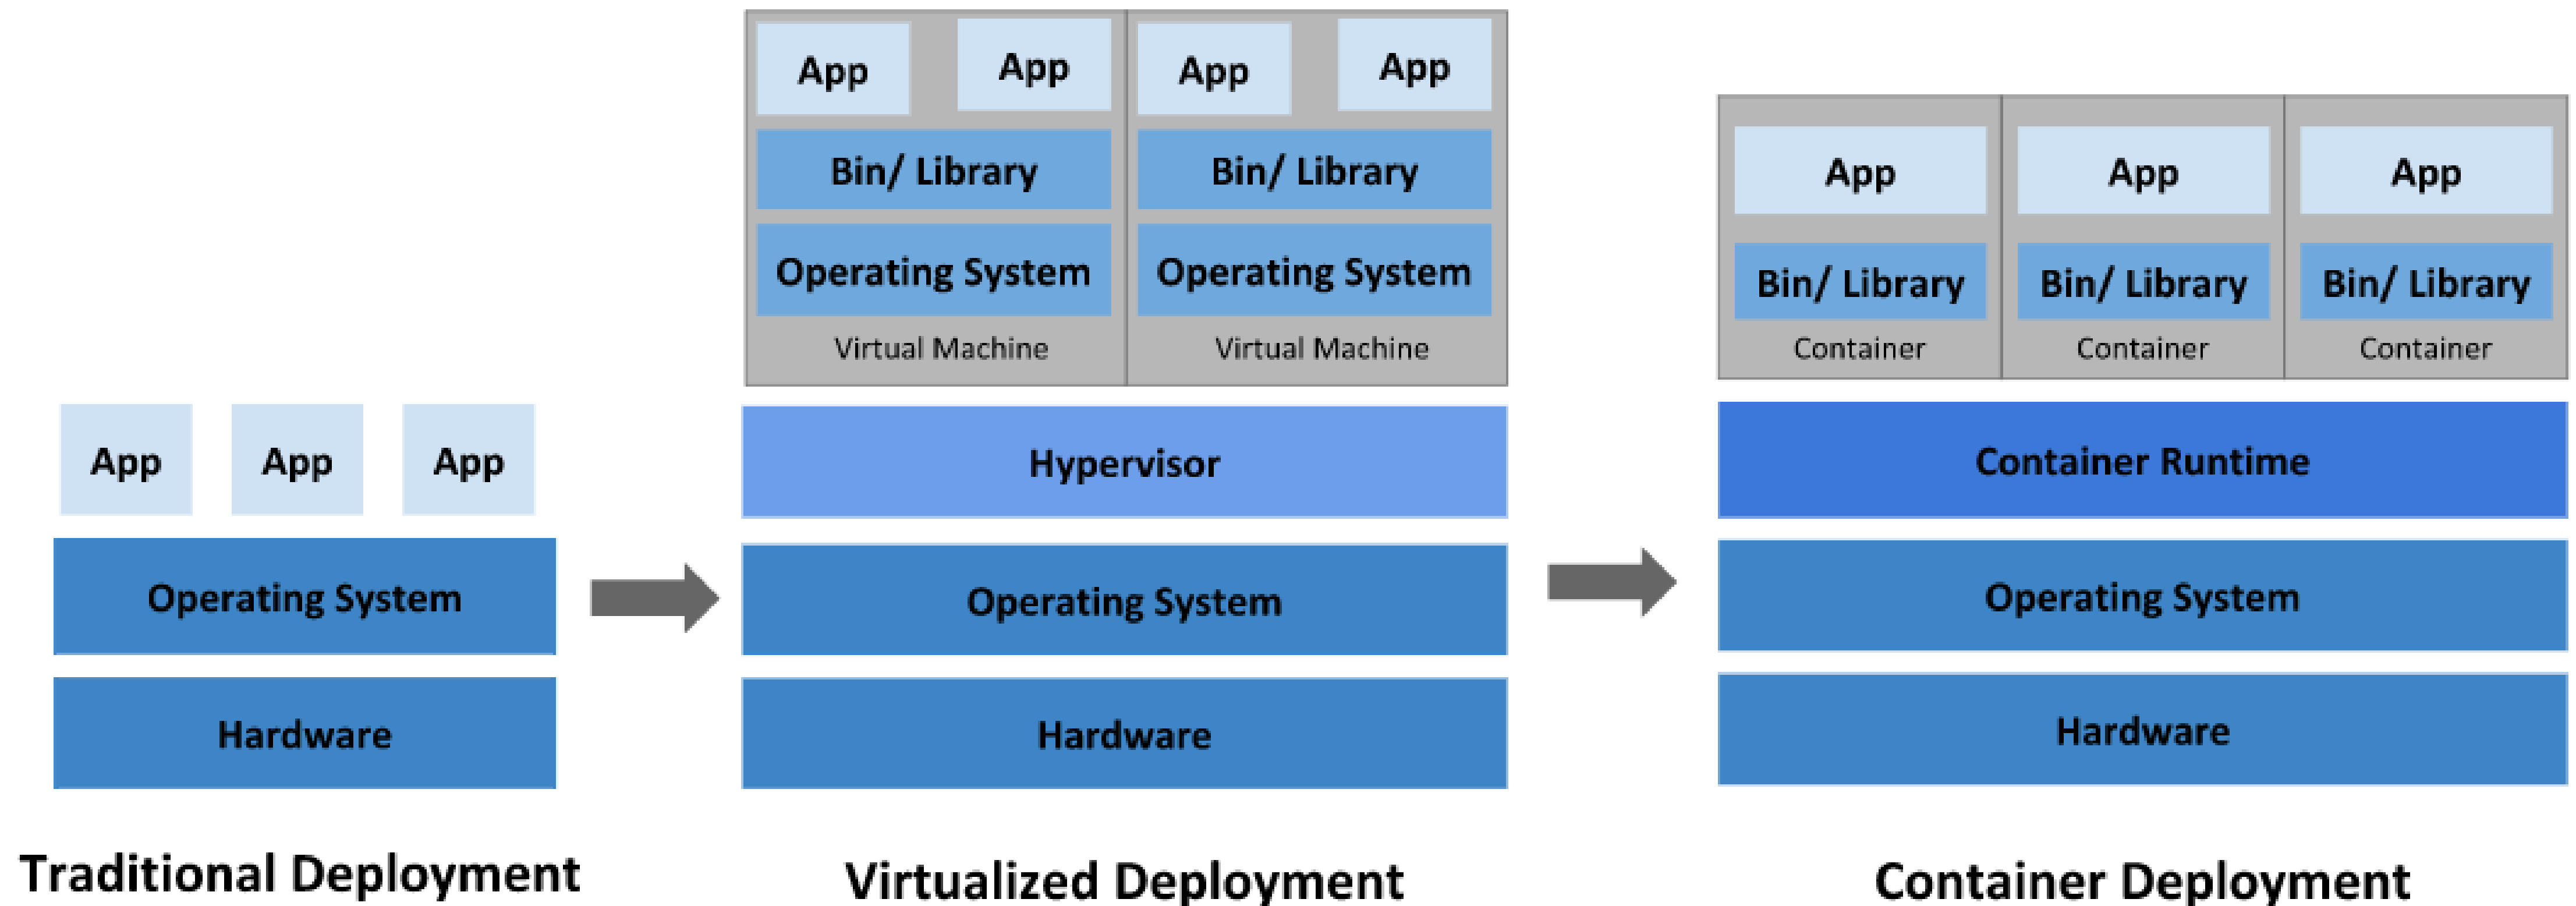 App
App
App
Operating System
Hardware
Traditional Deployment
App
App
Bin/ Library
Operating System
Virtual Machine
App
App
Bin/ Library
Operating System
Virtual Machine
Hypervisor
Operating System
Hardware
Virtualized Deployment
App
Bin/ Library
Container
App
Bin/ Library
Container
App
Bin/ Library
Container
Container Runtime
Operating System
Hardware
Container Deployment